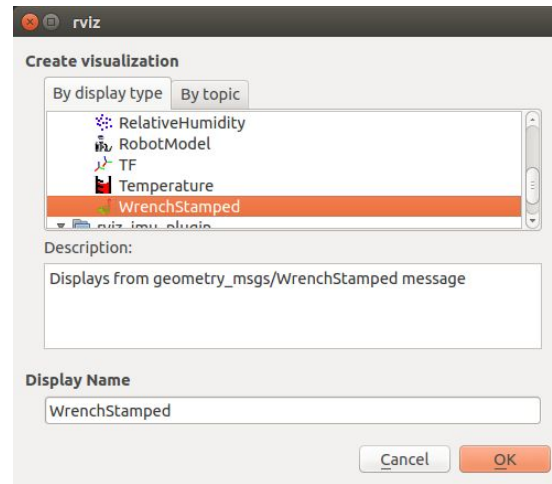 rviz
Create visualization
By display type By topic
RelativeHumidity
RobotModel
TF
Temperature
WrenchStamped
rviz_imu_plugin
Description:
Displays from geometry_msgs/WrenchStamped message
Display Name
WrenchStamped
Cancel OK